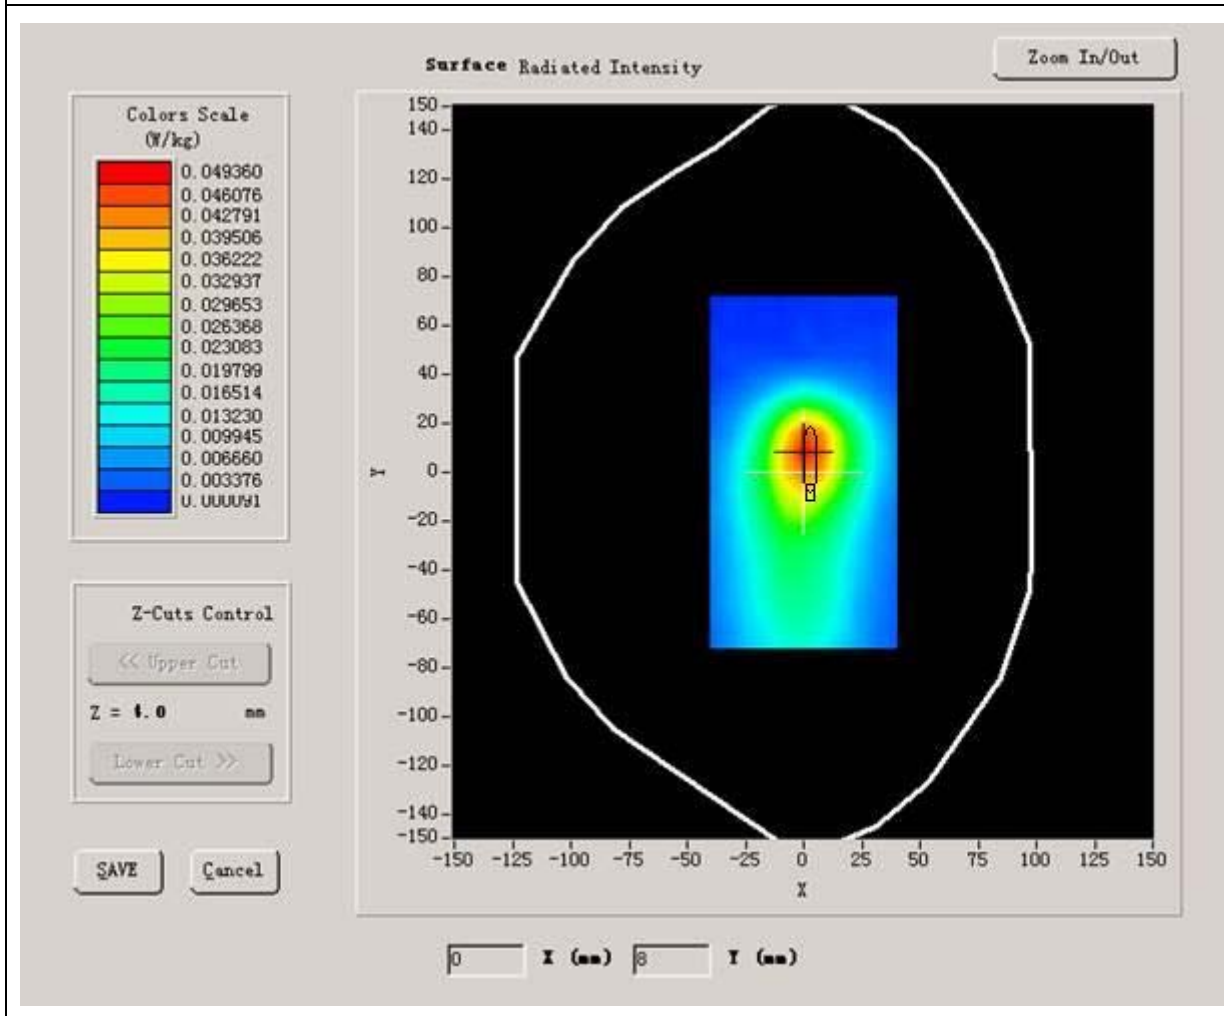 Surface Radiated Intensity
Zoom In/Out
Colors Scale
(W/kg)
0.049360
0.046076
0.042791
0.039506
0.036222
0.032937
0.029653
0.026368
0.023083
0.019799
0.016514
0.013230
0.009945
0.006660
0.003376
0.000091
Z-Cuts Control
<< Upper Cut
Z = 4.0 mm
Lower Cut >>
SAVE
Cancel
150
140
120
100
80
60
40
20
0
-20
-40
-60
-80
-100
-120
-140
-150
Y
-150 -125 -100 -75 -50 -25 0 25 50 75 100 125 150
X
0 X (mm) 8 Y (mm)